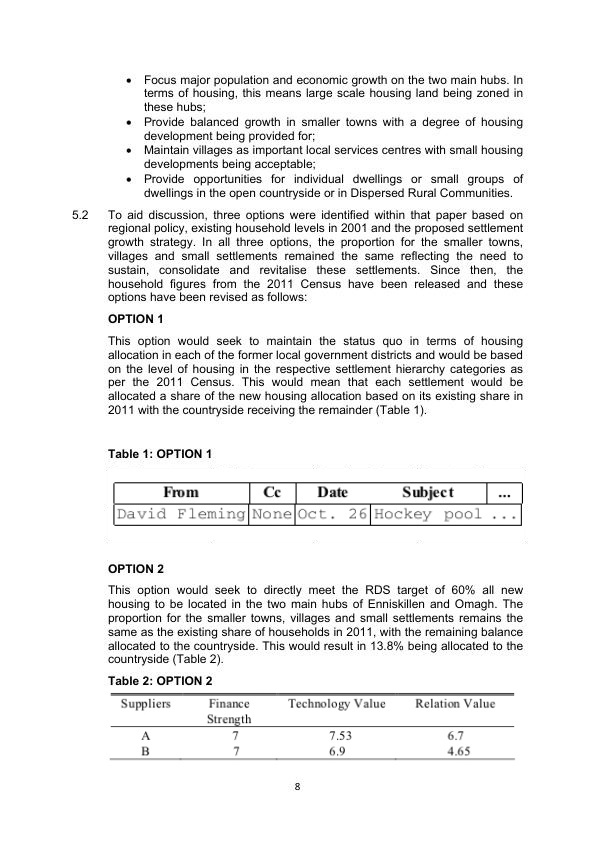 • Focus major population and economic growth on the two main hubs. In
terms of housing, this means large scale housing land being zoned in
these hubs;
• Provide balanced growth in smaller towns with a degree of housing
development being provided for;
• Maintain villages as important local services centres with small housing
developments being acceptable;
• Provide opportunities for individual dwellings or small groups of
dwellings in the open countryside or in Dispersed Rural Communities.
5.2 To aid discussion, three options were identified within that paper based on
regional policy, existing household levels in 2001 and the proposed settlement
growth strategy. In all three options, the proportion for the smaller towns,
villages and small settlements remained the same reflecting the need to
sustain, consolidate and revitalise these settlements. Since then, the
household figures from the 2011 Census have been released and these
options have been revised as follows:
OPTION 1
This option would seek to maintain the status quo in terms of housing
allocation in each of the former local government districts and would be based
on the level of housing in the respective settlement hierarchy categories as
per the 2011 Census. This would mean that each settlement would be
allocated a share of the new housing allocation based on its existing share in
2011 with the countryside receiving the remainder (Table 1).
Table 1: OPTION 1
From Cc Date Subject ...
David Fleming None Oct. 26 Hockey pool ...
OPTION 2
This option would seek to directly meet the RDS target of 60% all new
housing to be located in the two main hubs of Enniskillen and Omagh. The
proportion for the smaller towns, villages and small settlements remains the
same as the existing share of households in 2011, with the remaining balance
allocated to the countryside. This would result in 13.8% being allocated to the
countryside (Table 2).
Table 2: OPTION 2
Suppliers Finance Technology Value Relation Value
Strength
A 7 7.53 6.7
B 7 6.9 4.65
8